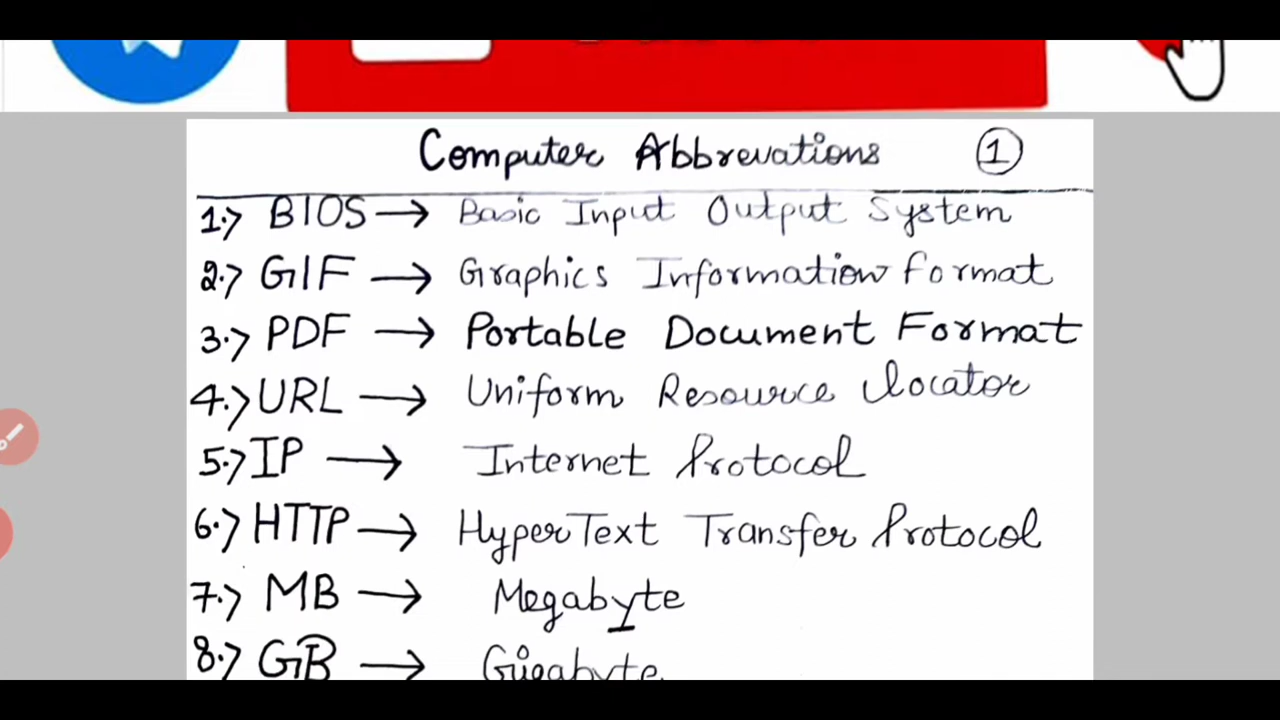 Computer Abbrevations 1
1.> BIOS → Basic Input Output System
2.> GIF → Graphics Information Format
3.> PDF → Portable Document Format
4.> URL → Uniform Resource locator
5.> IP → Internet Protocol
6.> HTTP → HyperText Transfer Protocol
7.> MB → Megabyte
8.> GB → Gigabyte